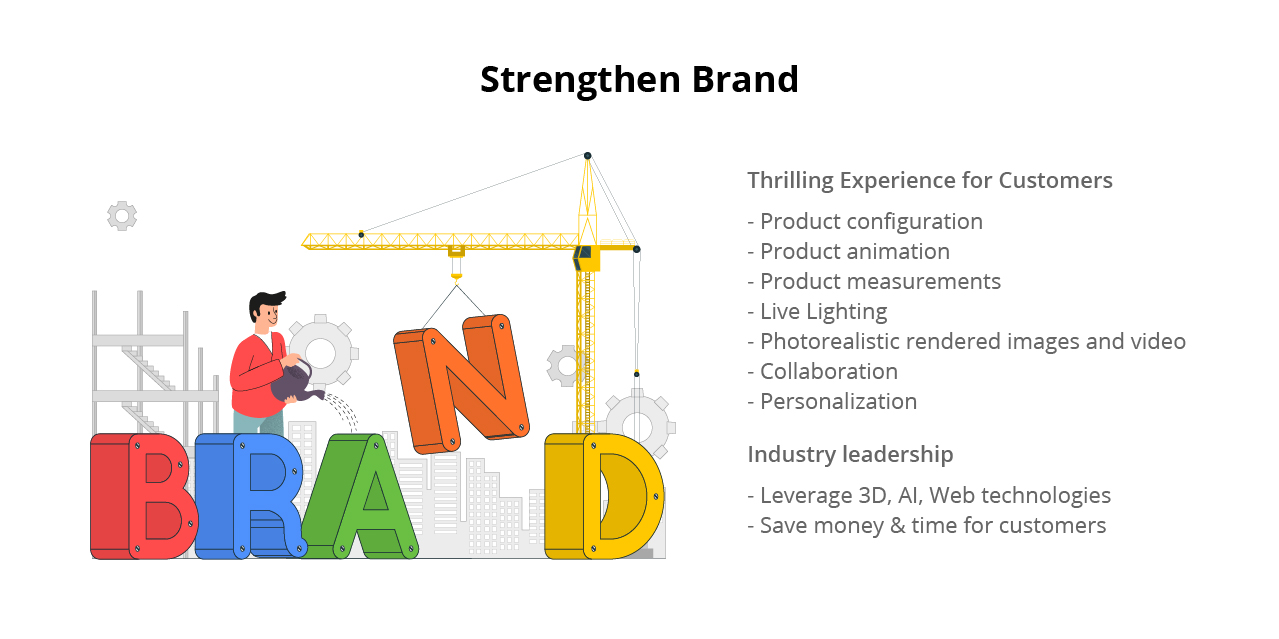 Strengthen Brand
BRAND
Thrilling Experience for Customers
- Product configuration
- Product animation
- Product measurements
- Live Lighting
- Photorealistic rendered images and video
- Collaboration
- Personalization
Industry leadership
- Leverage 3D, AI, Web technologies
- Save money & time for customers